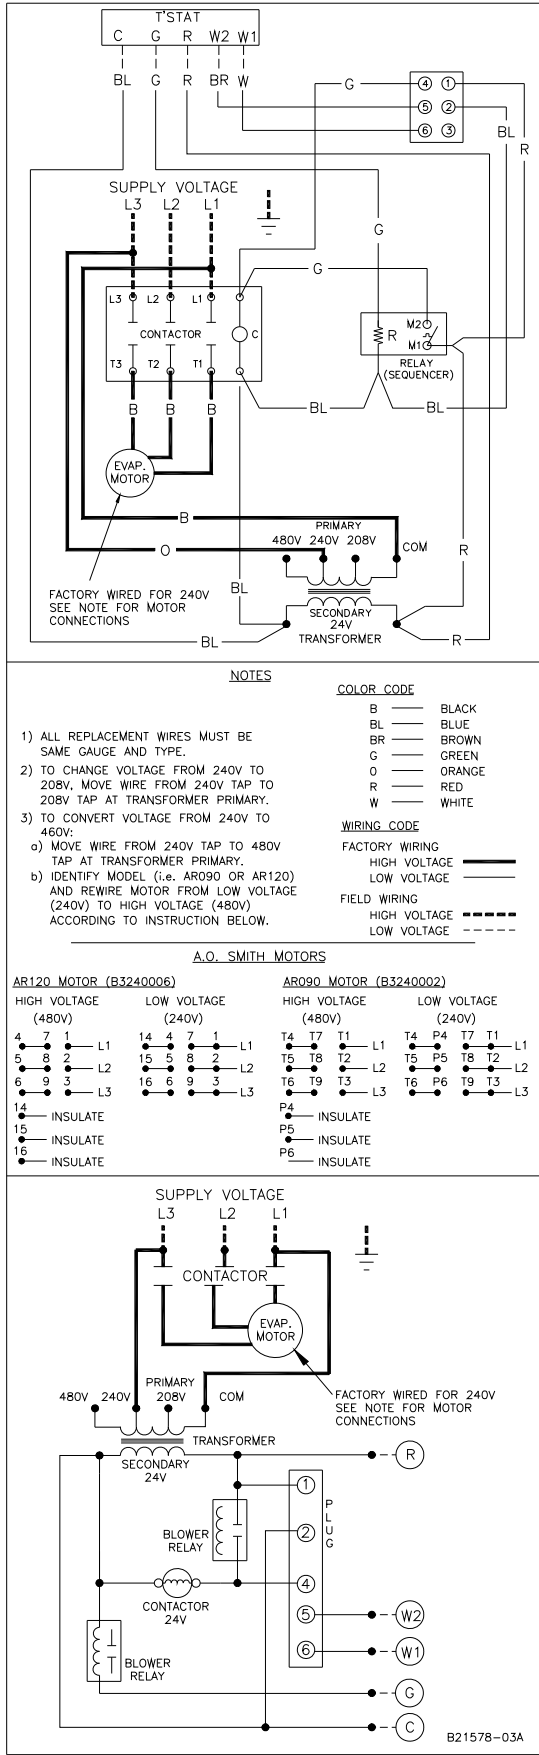 T'STAT
C G R W2 W1
BL G R BR W
G
4 1
5 2
6 3
BL
R
SUPPLY VOLTAGE
L3 L2 L1
G
G
L3 L2 L1
CONTACTOR
C
T3 T2 T1
R
M2
M1
RELAY
(SEQUENCER)
B B B
BL
BL
EVAP.
MOTOR
B
O
PRIMARY
480V 240V 208V
COM
R
BL
FACTORY WIRED FOR 240V
SEE NOTE FOR MOTOR
CONNECTIONS
SECONDARY
24V
TRANSFORMER
BL
R
NOTES
1) ALL REPLACEMENT WIRES MUST BE
SAME GAUGE AND TYPE.
2) TO CHANGE VOLTAGE FROM 240V TO
208V, MOVE WIRE FROM 240V TAP TO
208V TAP AT TRANSFORMER PRIMARY.
3) TO CONVERT VOLTAGE FROM 240V TO
460V:
a) MOVE WIRE FROM 240V TAP TO 480V
TAP AT TRANSFORMER PRIMARY.
b) IDENTIFY MODEL (i.e. AR090 OR AR120)
AND REWIRE MOTOR FROM LOW VOLTAGE
(240V) TO HIGH VOLTAGE (480V)
ACCORDING TO INSTRUCTION BELOW.
COLOR CODE
B BLACK
BL BLUE
BR BROWN
G GREEN
O ORANGE
R RED
W WHITE
WIRING CODE
FACTORY WIRING
HIGH VOLTAGE
LOW VOLTAGE
FIELD WIRING
HIGH VOLTAGE
LOW VOLTAGE
A.O. SMITH MOTORS
AR120 MOTOR (B3240006)
HIGH VOLTAGE
(480V)
4 7 1 L1
5 8 2 L2
6 9 3 L3
14 INSULATE
15 INSULATE
16 INSULATE
LOW VOLTAGE
(240V)
14 4 7 1 L1
15 5 8 2 L2
16 6 9 3 L3
AR090 MOTOR (B3240002)
HIGH VOLTAGE
(480V)
T4 T7 T1 L1
T5 T8 T2 L2
T6 T9 T3 L3
P4 INSULATE
P5 INSULATE
P6 INSULATE
LOW VOLTAGE
(240V)
T4 P4 T7 T1 L1
T5 P5 T8 T2 L2
T6 P6 T9 T3 L3
SUPPLY VOLTAGE
L3 L2 L1
CONTACTOR
EVAP.
MOTOR
PRIMARY
480V 240V 208V COM
FACTORY WIRED FOR 240V
SEE NOTE FOR MOTOR
CONNECTIONS
TRANSFORMER
SECONDARY
24V
R
1
PLUG
2
BLOWER
RELAY
4
CONTACTOR
24V
5 W2
6 W1
BLOWER
RELAY
G
C
B21578-03A